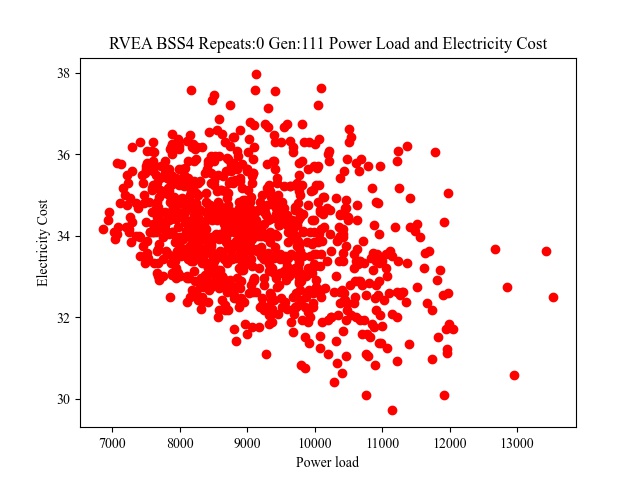 RVEA BSS4 Repeats:0 Gen:111 Power Load and Electricity Cost
38
36
34
32
30
Electricity Cost
7000 8000 9000 10000 11000 12000 13000
Power load